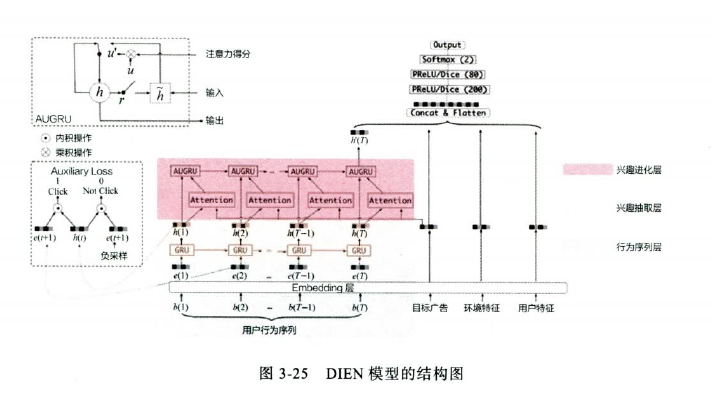 Output
Softmax (2)
PReLU/Dice (80)
PReLU/Dice (200)
Concat & Flatten
u'
注意力得分
u
h
r
h̃
输入
AUGRU
输出
内积操作
乘积操作
Auxiliary Loss
1 0
Click Not Click
e(t+1) h(t) e(t+1)
负采样
h'(T)
AUGRU AUGRU AUGRU AUGRU
Attention Attention Attention Attention
h(1) h(2) h(T-1) h(T)
GRU GRU GRU GRU
e(1) e(2) e(T-1) e(T)
Embedding 层
b(1) b(2) b(T-1) b(T)
目标广告 环境特征 用户特征
用户行为序列
兴趣进化层
兴趣抽取层
行为序列层
图 3-25 DIEN 模型的结构图